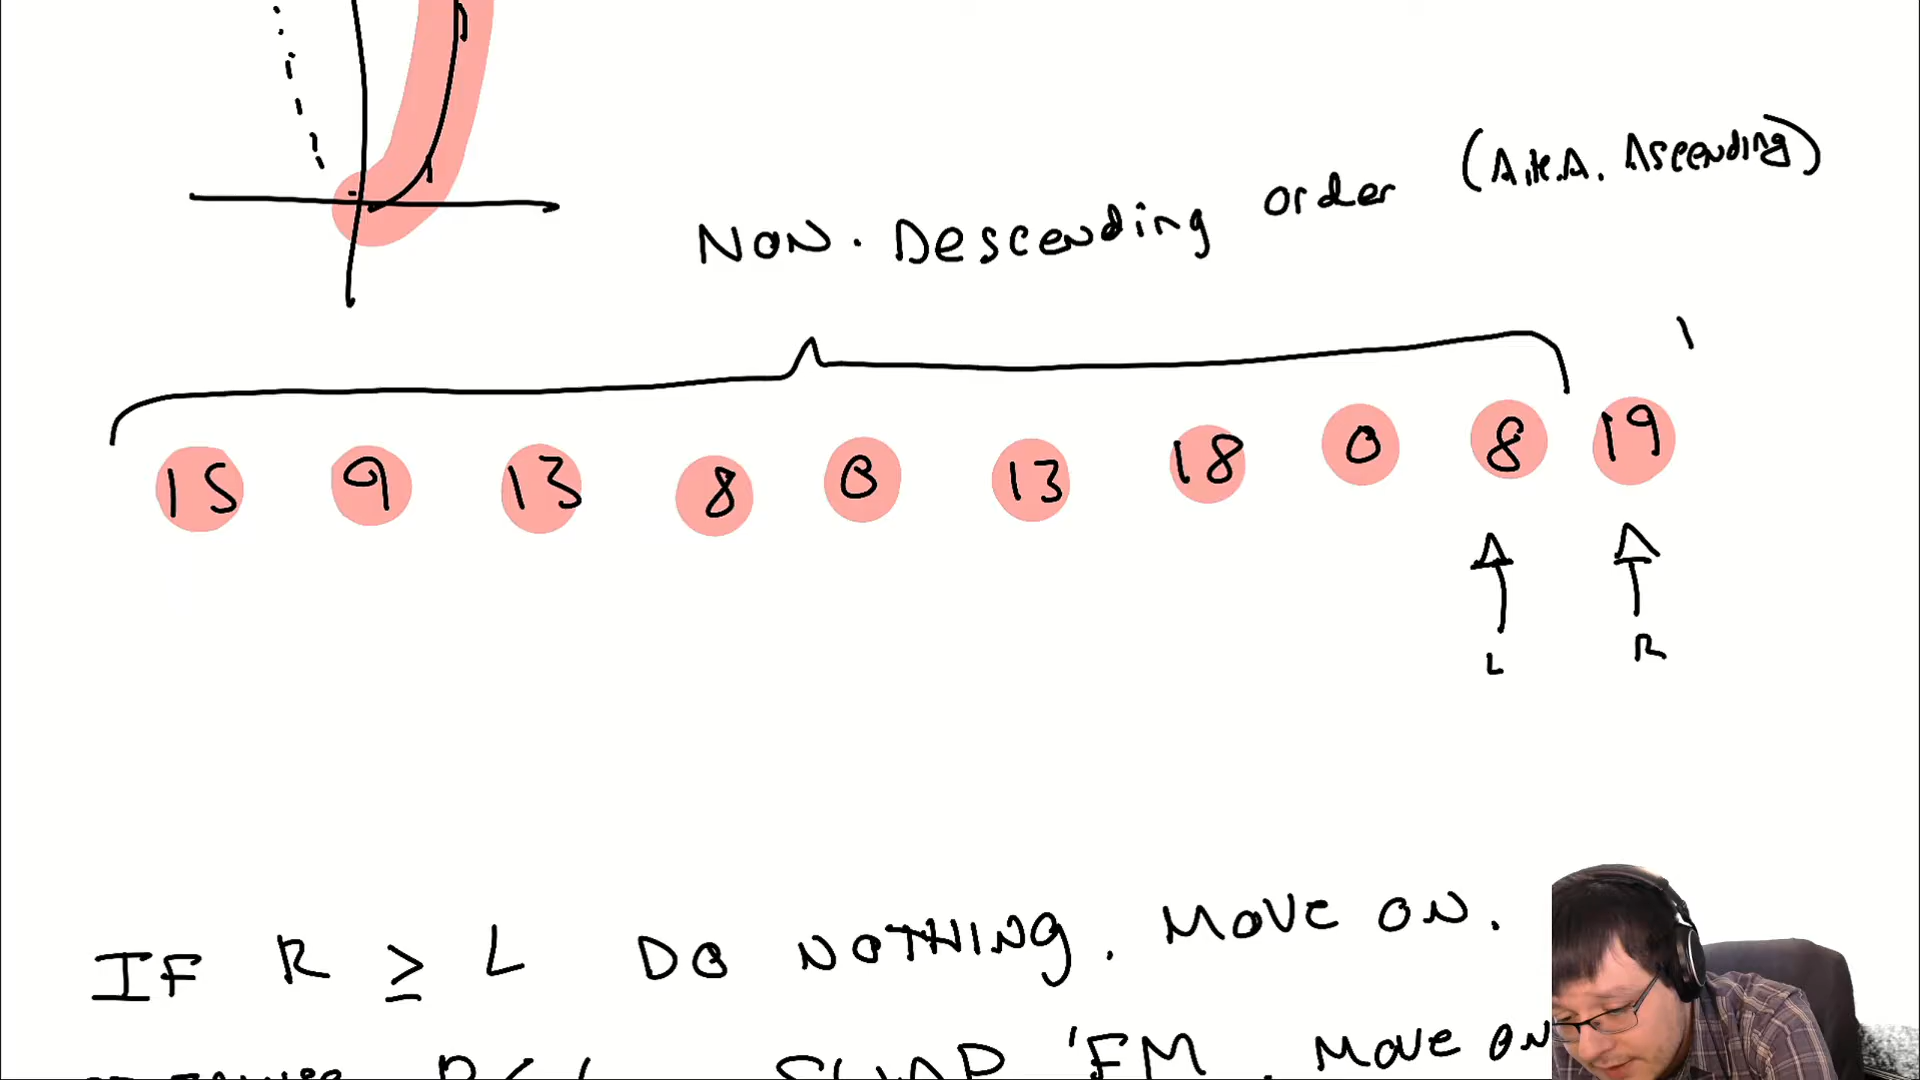 NON. Descending order (A.K.A. Ascending)
15 9 13 8 0 13 18 0 8 19
L R
IF R ≥ L DO NOTHING. MOVE ON.
R < L SWAP 'EM. MOVE ON